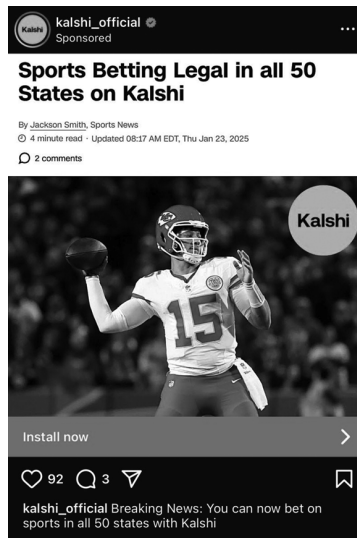 Kalshi
kalshi_official
Sponsored
Sports Betting Legal in all 50
States on Kalshi
By Jackson Smith, Sports News
4 minute read · Updated 08:17 AM EDT, Thu Jan 23, 2025
2 comments
Kalshi
15
Install now
92 3
kalshi_official Breaking News: You can now bet on
sports in all 50 states with Kalshi